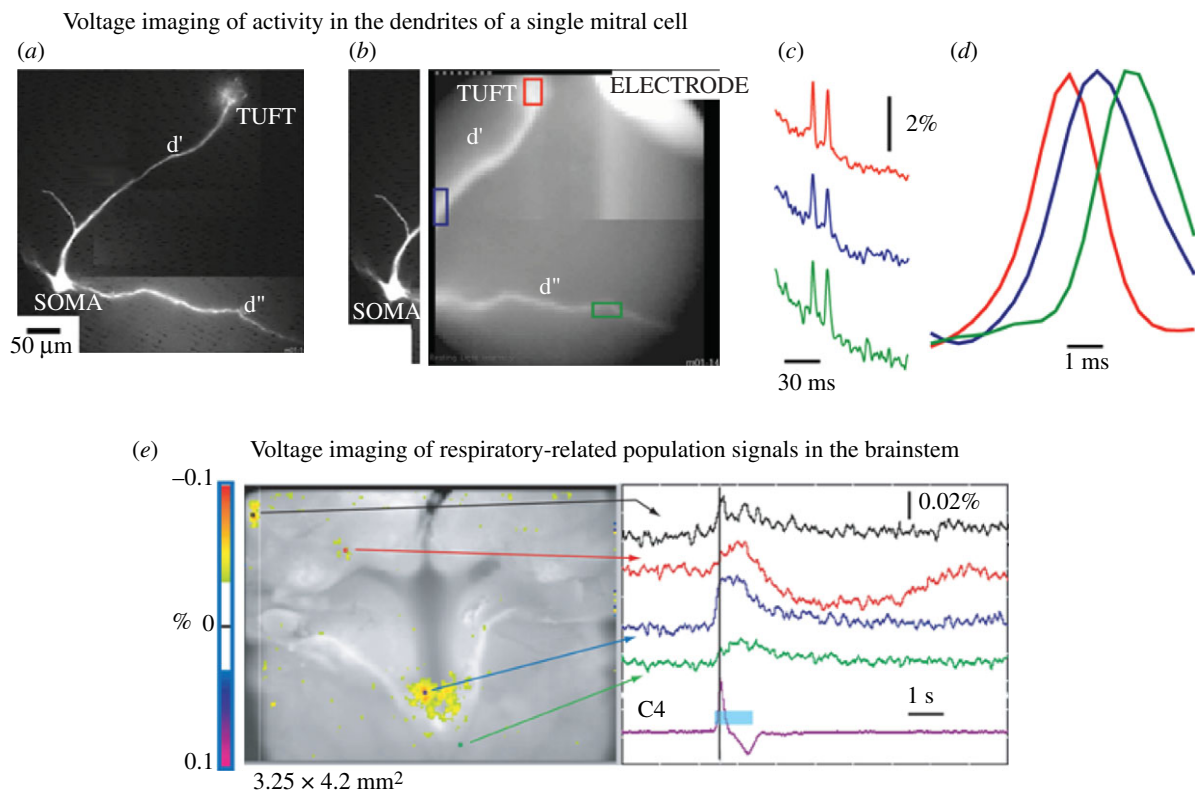 Voltage imaging of activity in the dendrites of a single mitral cell
(a)
(b)
(c)
(d)
TUFT
d'
SOMA
d"
50 μm
TUFT
ELECTRODE
d'
SOMA
d"
m01-14
2%
30 ms
1 ms
(e)
Voltage imaging of respiratory-related population signals in the brainstem
–0.1
% 0
0.1
3.25 × 4.2 mm²
0.02%
C4
1 s